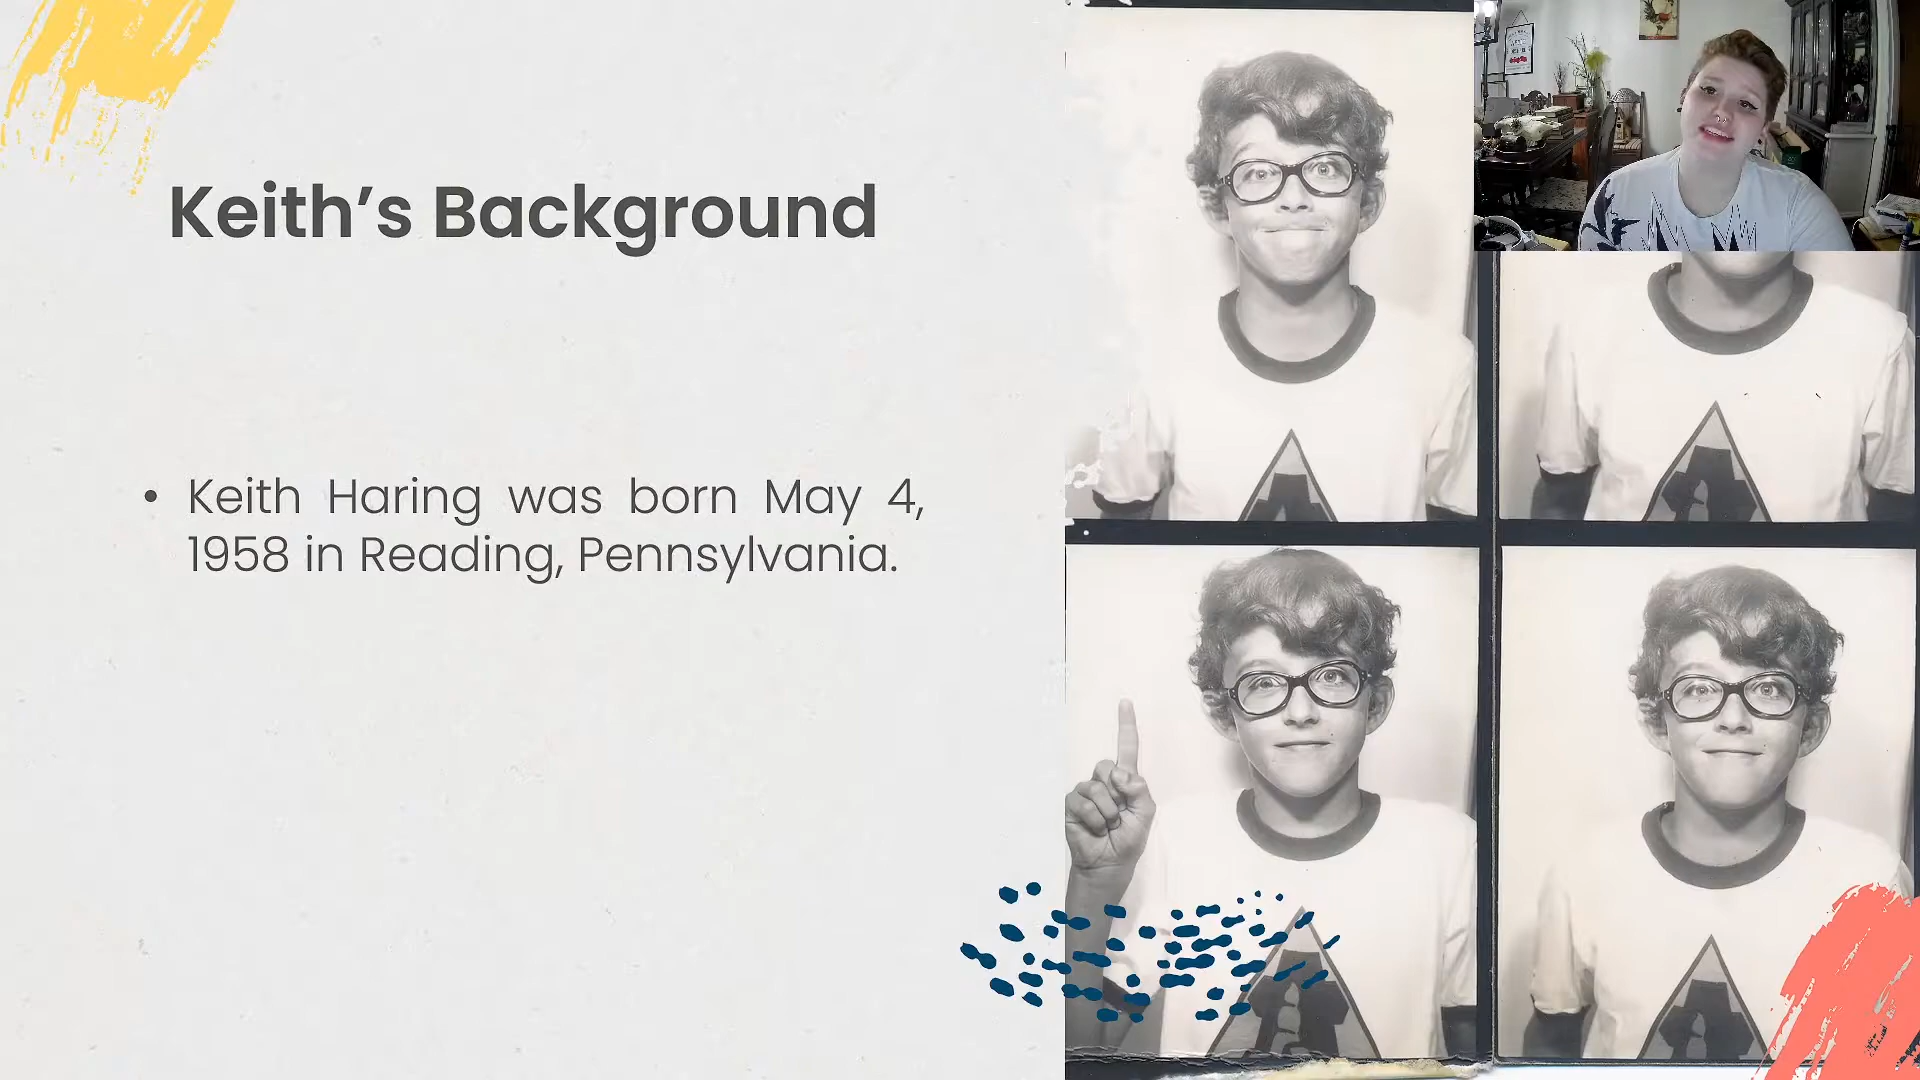 Keith’s Background
• Keith Haring was born May 4,
1958 in Reading, Pennsylvania.